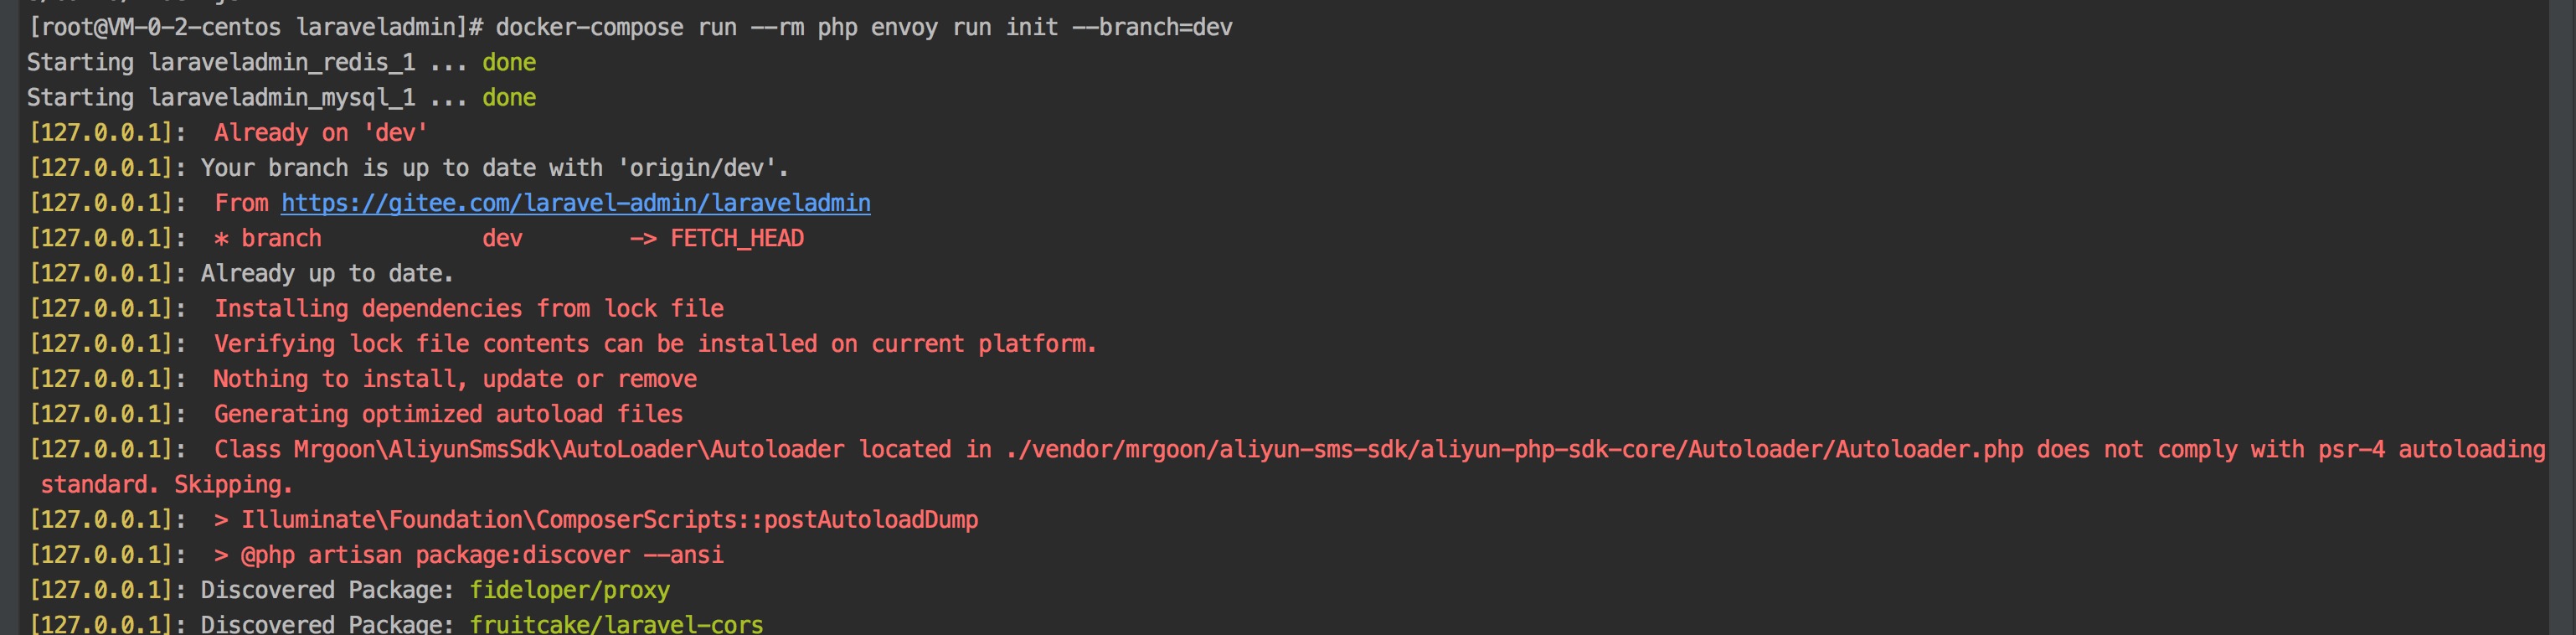 [root@VM-0-2-centos laraveladmin]# docker-compose run --rm php envoy run init --branch=dev
Starting laraveladmin_redis_1 ... done
Starting laraveladmin_mysql_1 ... done
[127.0.0.1]:  Already on 'dev'
[127.0.0.1]: Your branch is up to date with 'origin/dev'.
[127.0.0.1]:  From https://gitee.com/laravel-admin/laraveladmin
[127.0.0.1]:  * branch            dev        -> FETCH_HEAD
[127.0.0.1]: Already up to date.
[127.0.0.1]:  Installing dependencies from lock file
[127.0.0.1]:  Verifying lock file contents can be installed on current platform.
[127.0.0.1]:  Nothing to install, update or remove
[127.0.0.1]:  Generating optimized autoload files
[127.0.0.1]:  Class Mrgoon\AliyunSmsSdk\AutoLoader\Autoloader located in ./vendor/mrgoon/aliyun-sms-sdk/aliyun-php-sdk-core/Autoloader/Autoloader.php does not comply with psr-4 autoloading
 standard. Skipping.
[127.0.0.1]:  > Illuminate\Foundation\ComposerScripts::postAutoloadDump
[127.0.0.1]:  > @php artisan package:discover --ansi
[127.0.0.1]: Discovered Package: fideloper/proxy
[127.0.0.1]: Discovered Package: fruitcake/laravel-cors